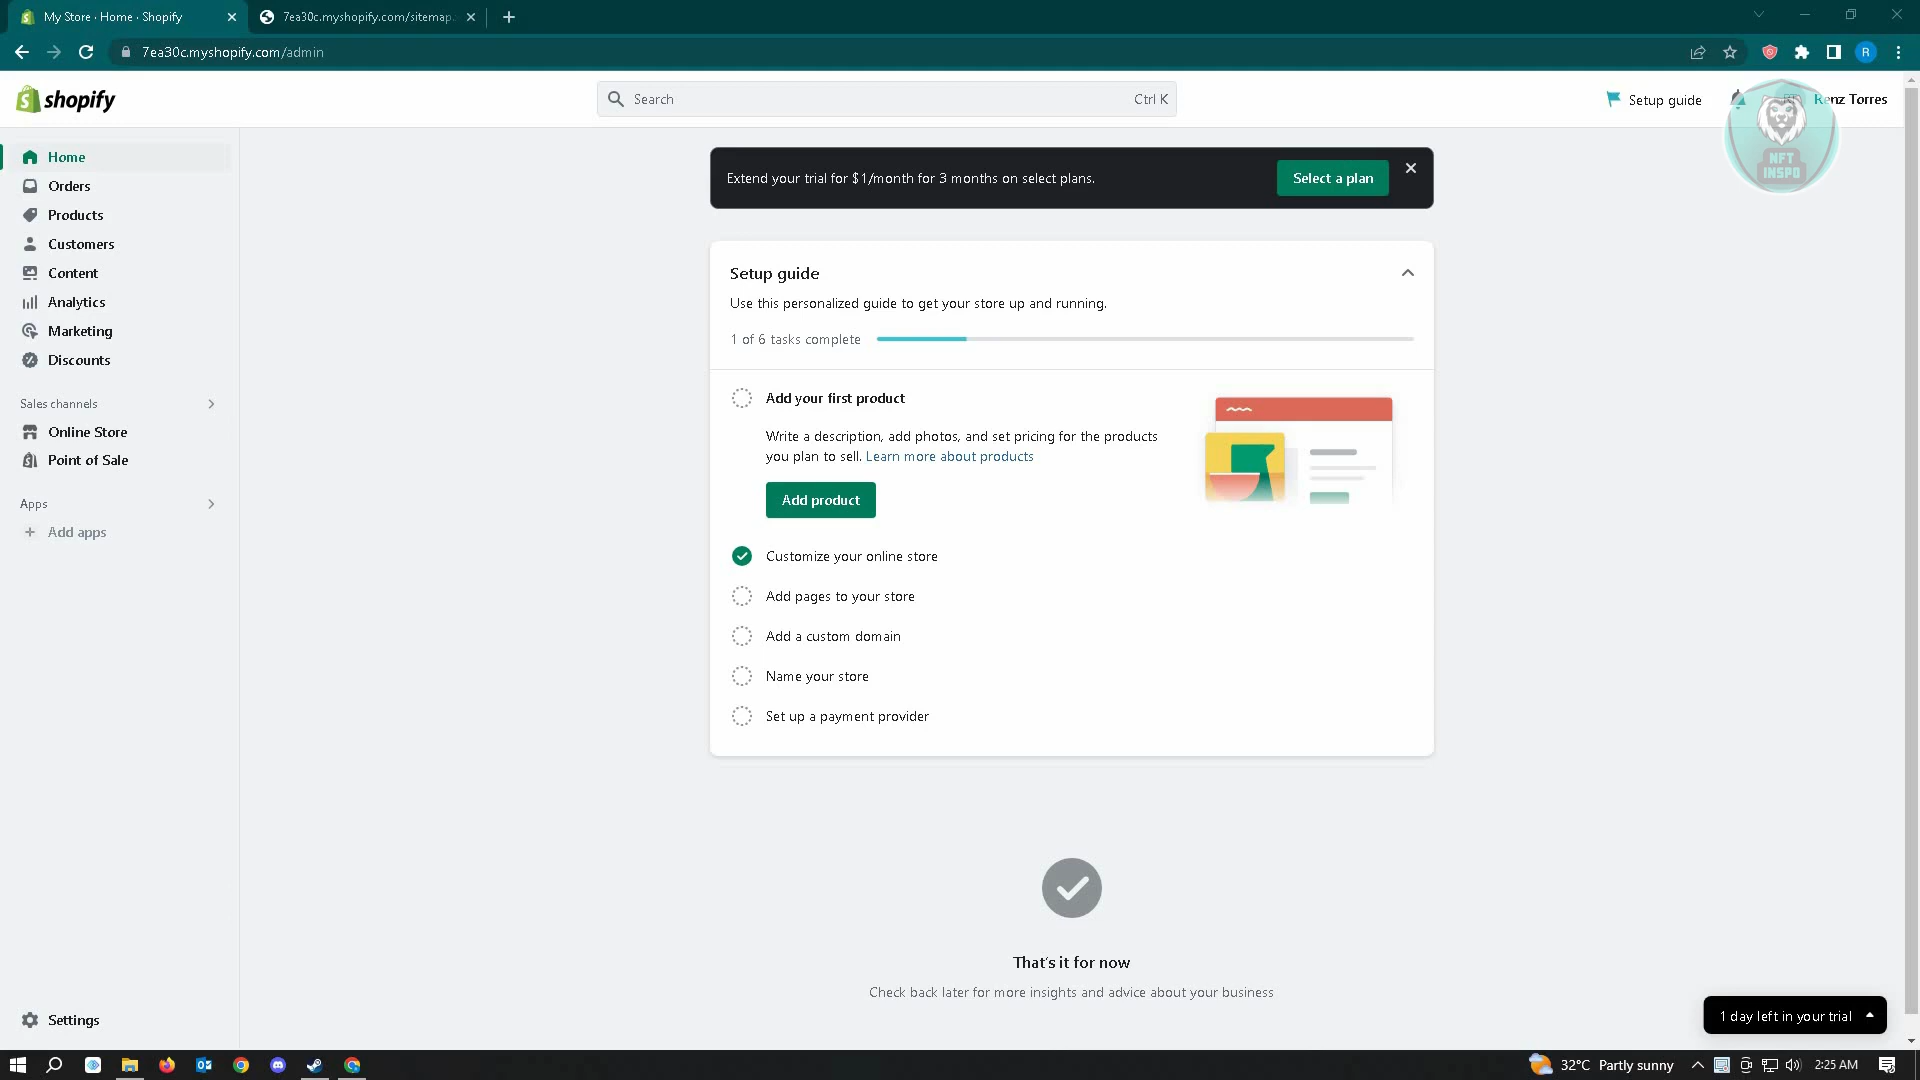 My Store · Home · Shopify
7ea30c.myshopify.com/sitemap.
7ea30c.myshopify.com/admin
R
shopify
Search
Ctrl K
Setup guide
Renz Torres
NFT
INSPO
Home
Orders
Products
Customers
Content
Analytics
Marketing
Discounts
Sales channels
Online Store
Point of Sale
Apps
Add apps
Settings
Extend your trial for $1/month for 3 months on select plans.
Select a plan
Setup guide
Use this personalized guide to get your store up and running.
1 of 6 tasks complete
Add your first product
Write a description, add photos, and set pricing for the products
you plan to sell. Learn more about products
Add product
Customize your online store
Add pages to your store
Add a custom domain
Name your store
Set up a payment provider
That's it for now
Check back later for more insights and advice about your business
1 day left in your trial
32°C Partly sunny
2:25 AM